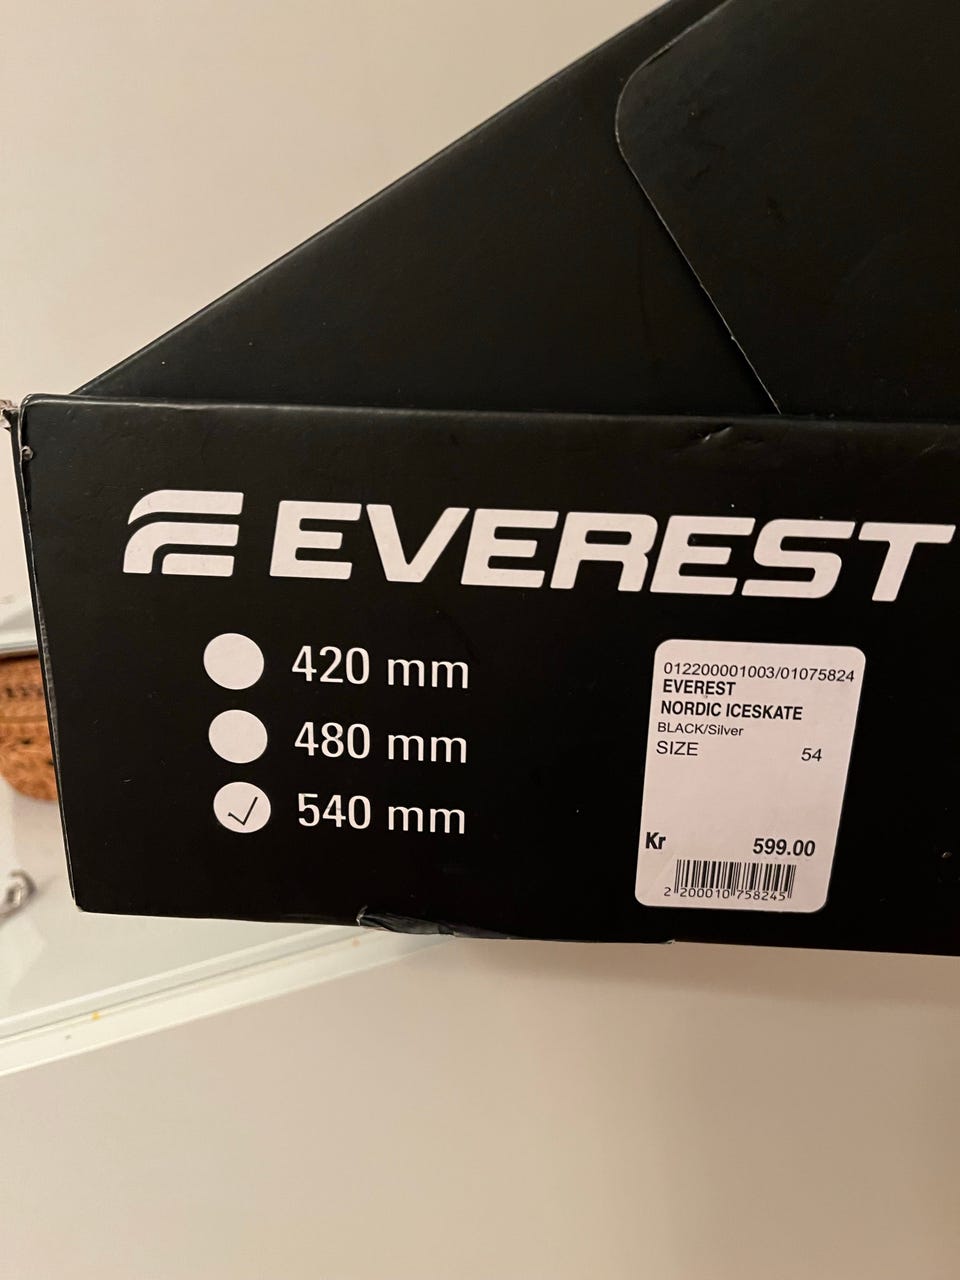 EVEREST
420 mm
480 mm
540 mm
012200001003/01075824
EVEREST
NORDIC ICESKATE
BLACK/Silver
SIZE 54
Kr 599.00
2 200010 758245